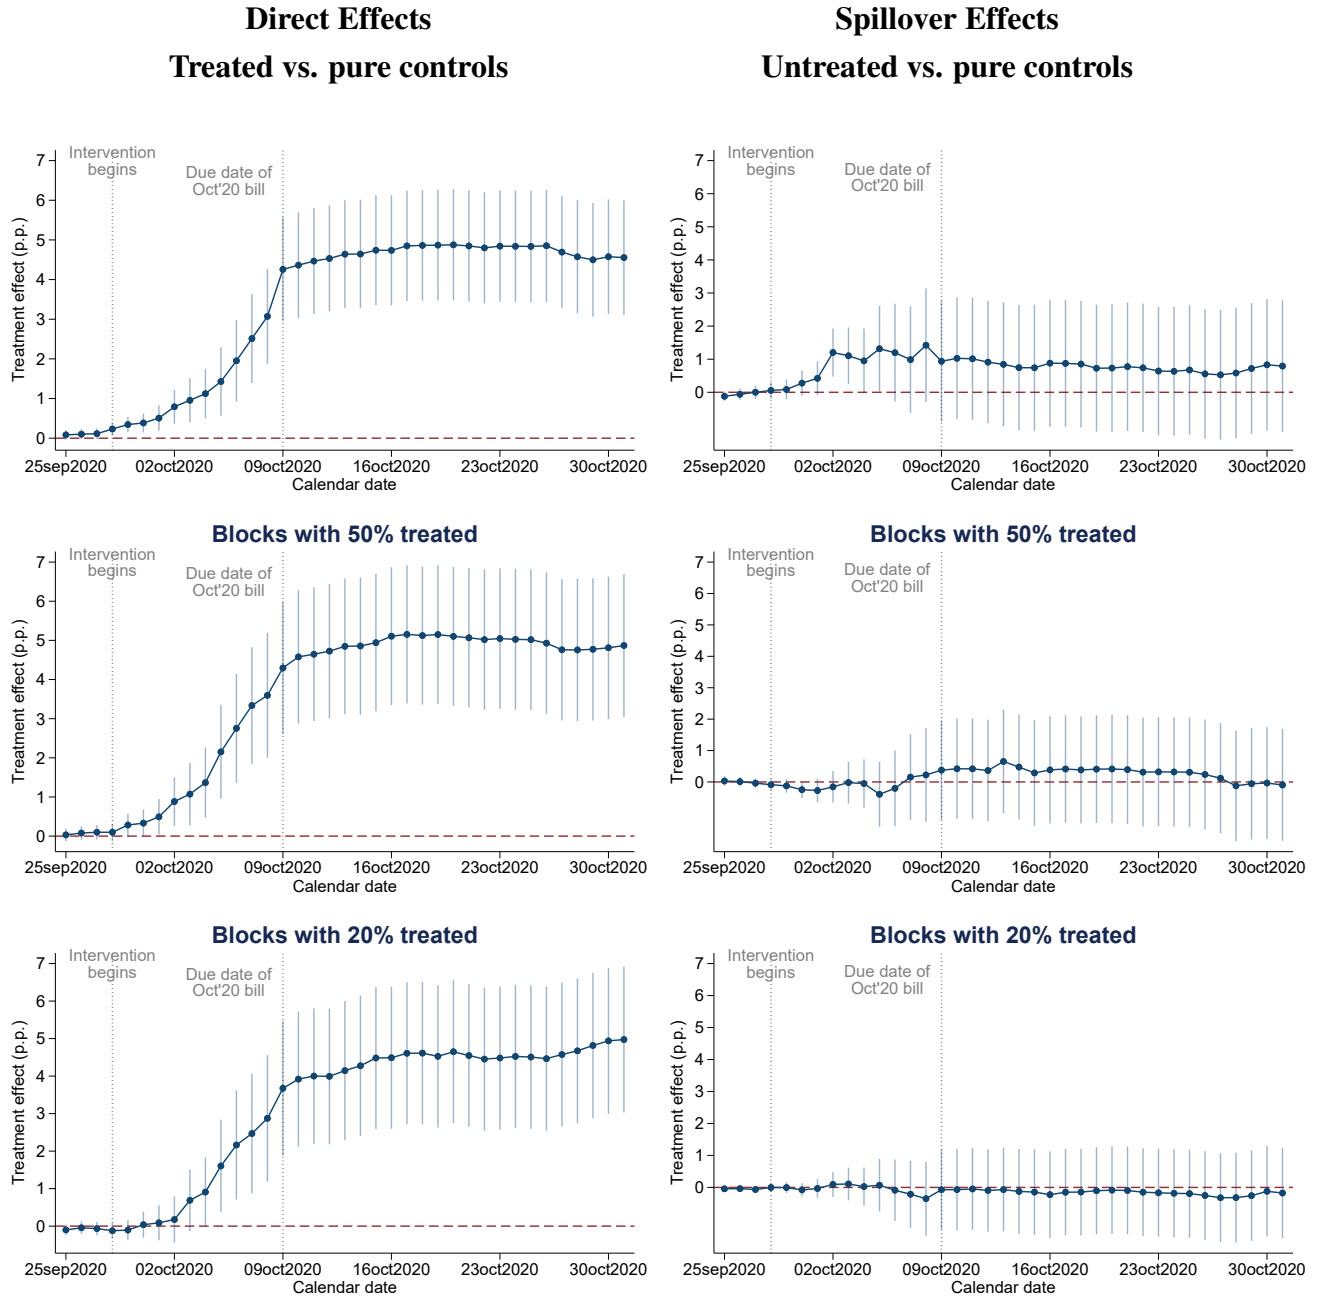 Direct Effects
Treated vs. pure controls
Spillover Effects
Untreated vs. pure controls
Intervention
begins
Due date of
Oct'20 bill
Treatment effect (p.p.)
7
6
5
4
3
2
1
0
25sep2020 02oct2020 09oct2020 16oct2020 23oct2020 30oct2020
Calendar date
Intervention
begins
Due date of
Oct'20 bill
Treatment effect (p.p.)
7
6
5
4
3
2
1
0
25sep2020 02oct2020 09oct2020 16oct2020 23oct2020 30oct2020
Calendar date
Blocks with 50% treated
Intervention
begins
Due date of
Oct'20 bill
Treatment effect (p.p.)
7
6
5
4
3
2
1
0
25sep2020 02oct2020 09oct2020 16oct2020 23oct2020 30oct2020
Calendar date
Blocks with 50% treated
Intervention
begins
Due date of
Oct'20 bill
Treatment effect (p.p.)
7
6
5
4
3
2
1
0
25sep2020 02oct2020 09oct2020 16oct2020 23oct2020 30oct2020
Calendar date
Blocks with 20% treated
Intervention
begins
Due date of
Oct'20 bill
Treatment effect (p.p.)
7
6
5
4
3
2
1
0
25sep2020 02oct2020 09oct2020 16oct2020 23oct2020 30oct2020
Calendar date
Blocks with 20% treated
Intervention
begins
Due date of
Oct'20 bill
Treatment effect (p.p.)
7
6
5
4
3
2
1
0
25sep2020 02oct2020 09oct2020 16oct2020 23oct2020 30oct2020
Calendar date